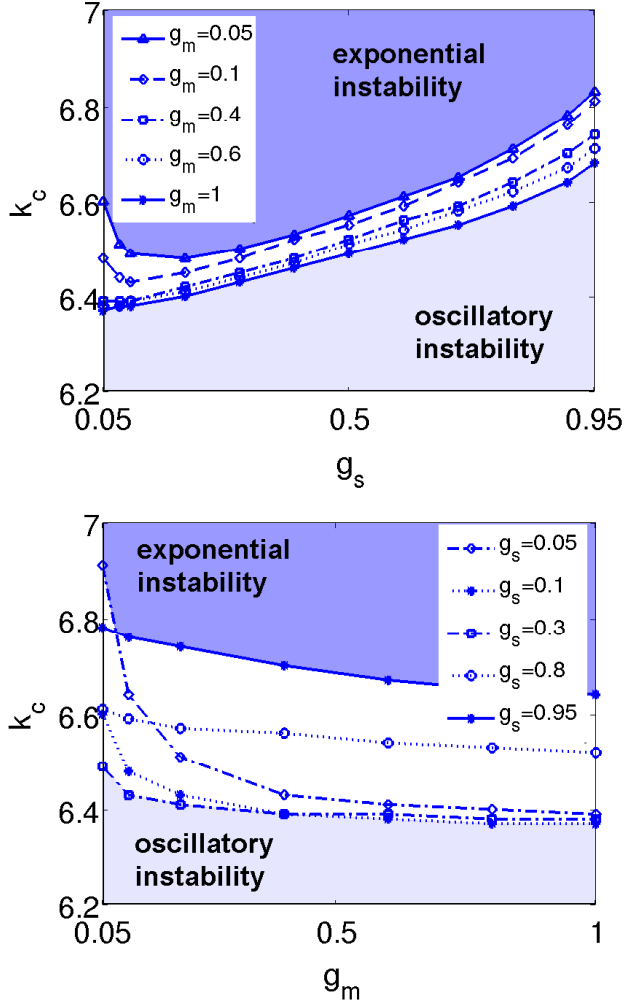 7
6.8
6.6
6.4
6.2
k_c
g_m=0.05
g_m=0.1
g_m=0.4
g_m=0.6
g_m=1
exponential
instability
oscillatory
instability
0.05
0.5
0.95
g_s
7
6.8
6.6
6.4
6.2
k_c
exponential
instability
g_s=0.05
g_s=0.1
g_s=0.3
g_s=0.8
g_s=0.95
oscillatory
instability
0.05
0.5
1
g_m